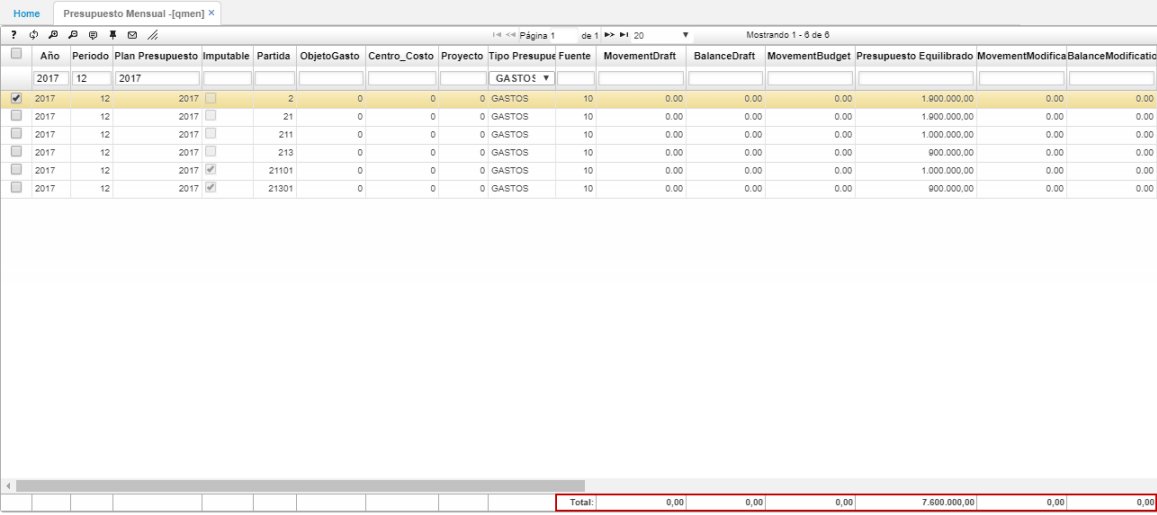 Home Presupuesto Mensual -[qmen] ×
? Página 1 de 1 20 ▼ Mostrando 1 - 6 de 6
Año Periodo Plan Presupuesto Imputable Partida ObjetoGasto Centro_Costo Proyecto Tipo Presupue Fuente MovementDraft BalanceDraft MovementBudget Presupuesto Equilibrado MovementModifica BalanceModificatio
2017 12 2017 GASTOS ▼
2017 12 2017 2 0 0 0 GASTOS 10 0.00 0.00 0.00 1.900.000,00 0.00 0.00
2017 12 2017 21 0 0 0 GASTOS 10 0.00 0.00 0.00 1.900.000,00 0.00 0.00
2017 12 2017 211 0 0 0 GASTOS 10 0.00 0.00 0.00 1.000.000,00 0.00 0.00
2017 12 2017 213 0 0 0 GASTOS 10 0.00 0.00 0.00 900.000,00 0.00 0.00
2017 12 2017 21101 0 0 0 GASTOS 10 0.00 0.00 0.00 1.000.000,00 0.00 0.00
2017 12 2017 21301 0 0 0 GASTOS 10 0.00 0.00 0.00 900.000,00 0.00 0.00
Total: 0,00 0,00 0,00 7.600.000,00 0,00 0,00